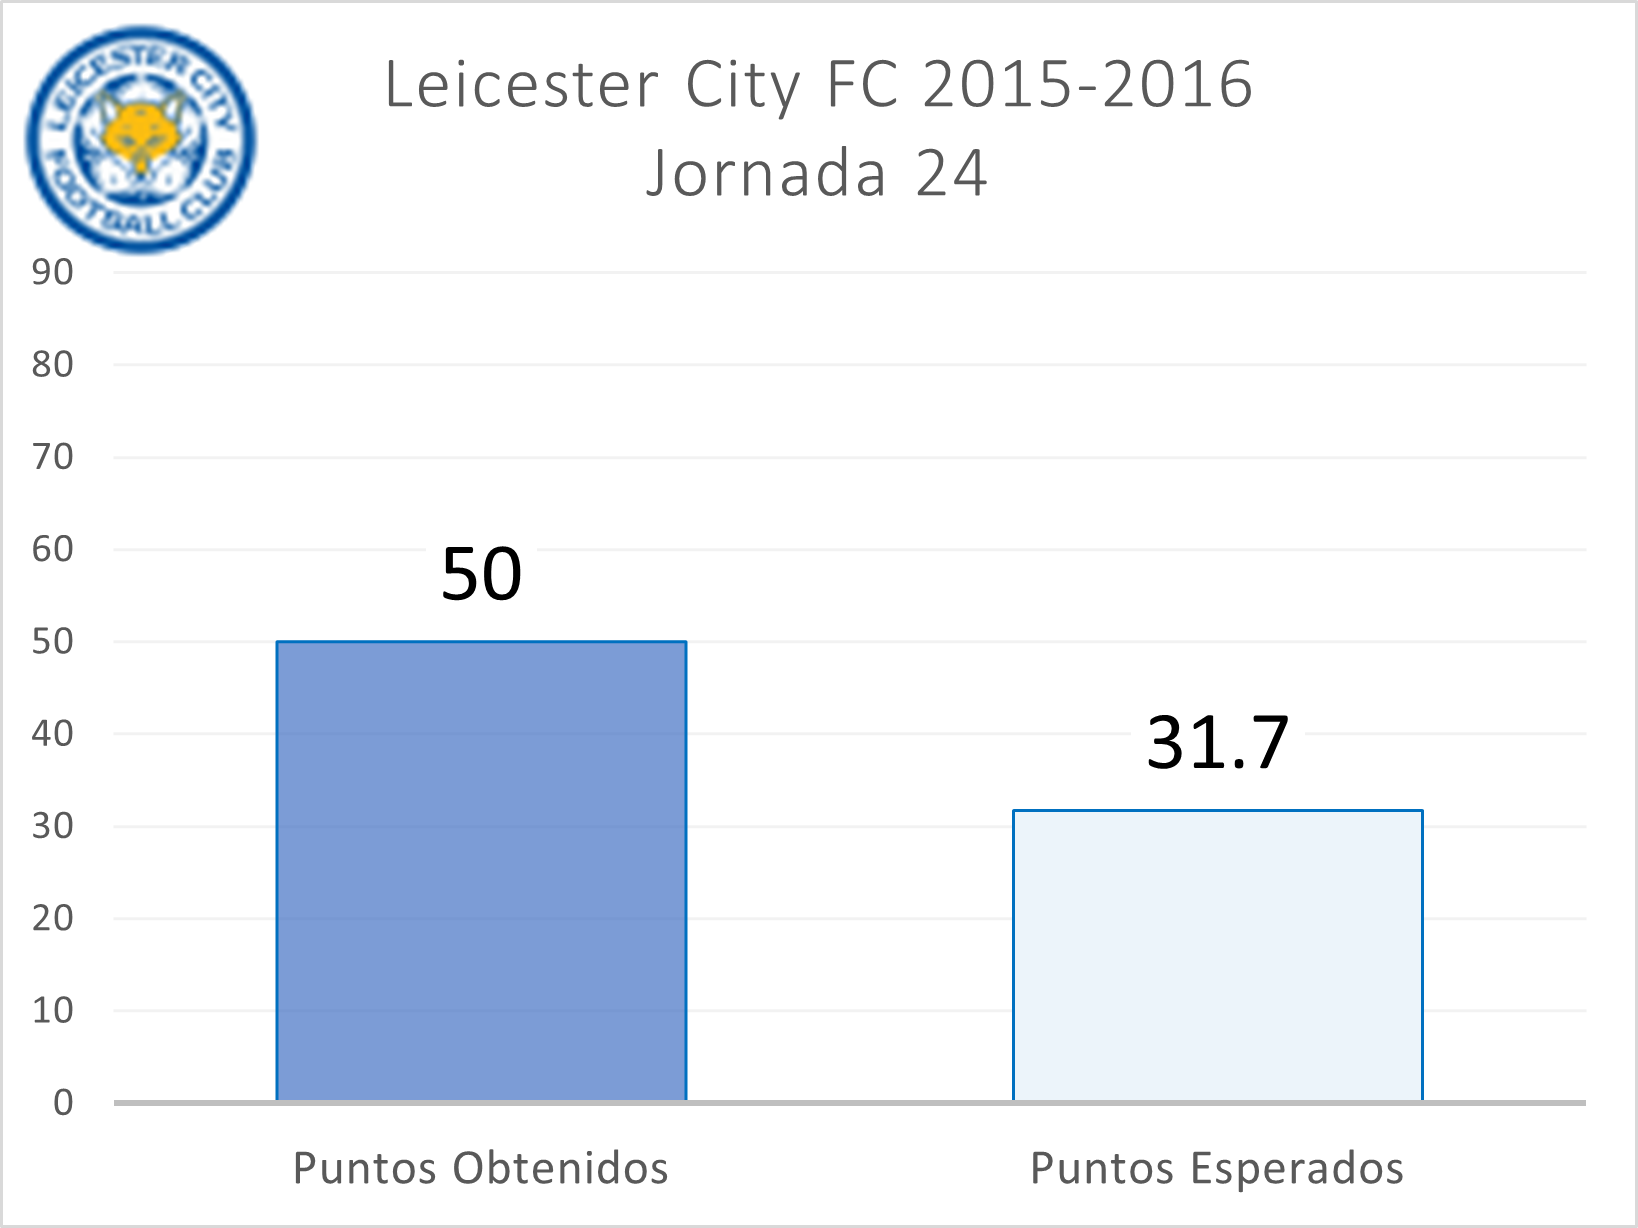 LEICESTER CITY
FOOTBALL CLUB
Leicester City FC 2015-2016
Jornada 24
90
80
70
60
50
40
30
20
10
0
50
31.7
Puntos Obtenidos
Puntos Esperados